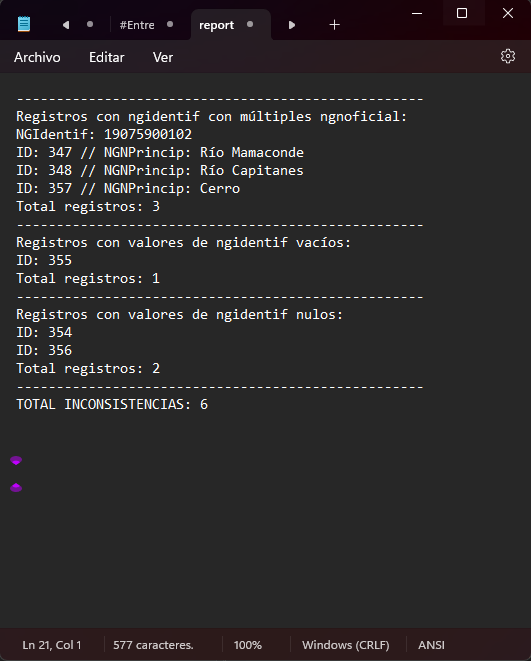 #Entre
report
Archivo
Editar
Ver
---------------------------------------------------
Registros con ngidentif con múltiples ngnoficial:
NGIdentif: 19075900102
ID: 347 // NGNPrincip: Río Mamaconde
ID: 348 // NGNPrincip: Río Capitanes
ID: 357 // NGNPrincip: Cerro
Total registros: 3
---------------------------------------------------
Registros con valores de ngidentif vacíos:
ID: 355
Total registros: 1
---------------------------------------------------
Registros con valores de ngidentif nulos:
ID: 354
ID: 356
Total registros: 2
---------------------------------------------------
TOTAL INCONSISTENCIAS: 6
Ln 21, Col 1
577 caracteres.
100%
Windows (CRLF)
ANSI